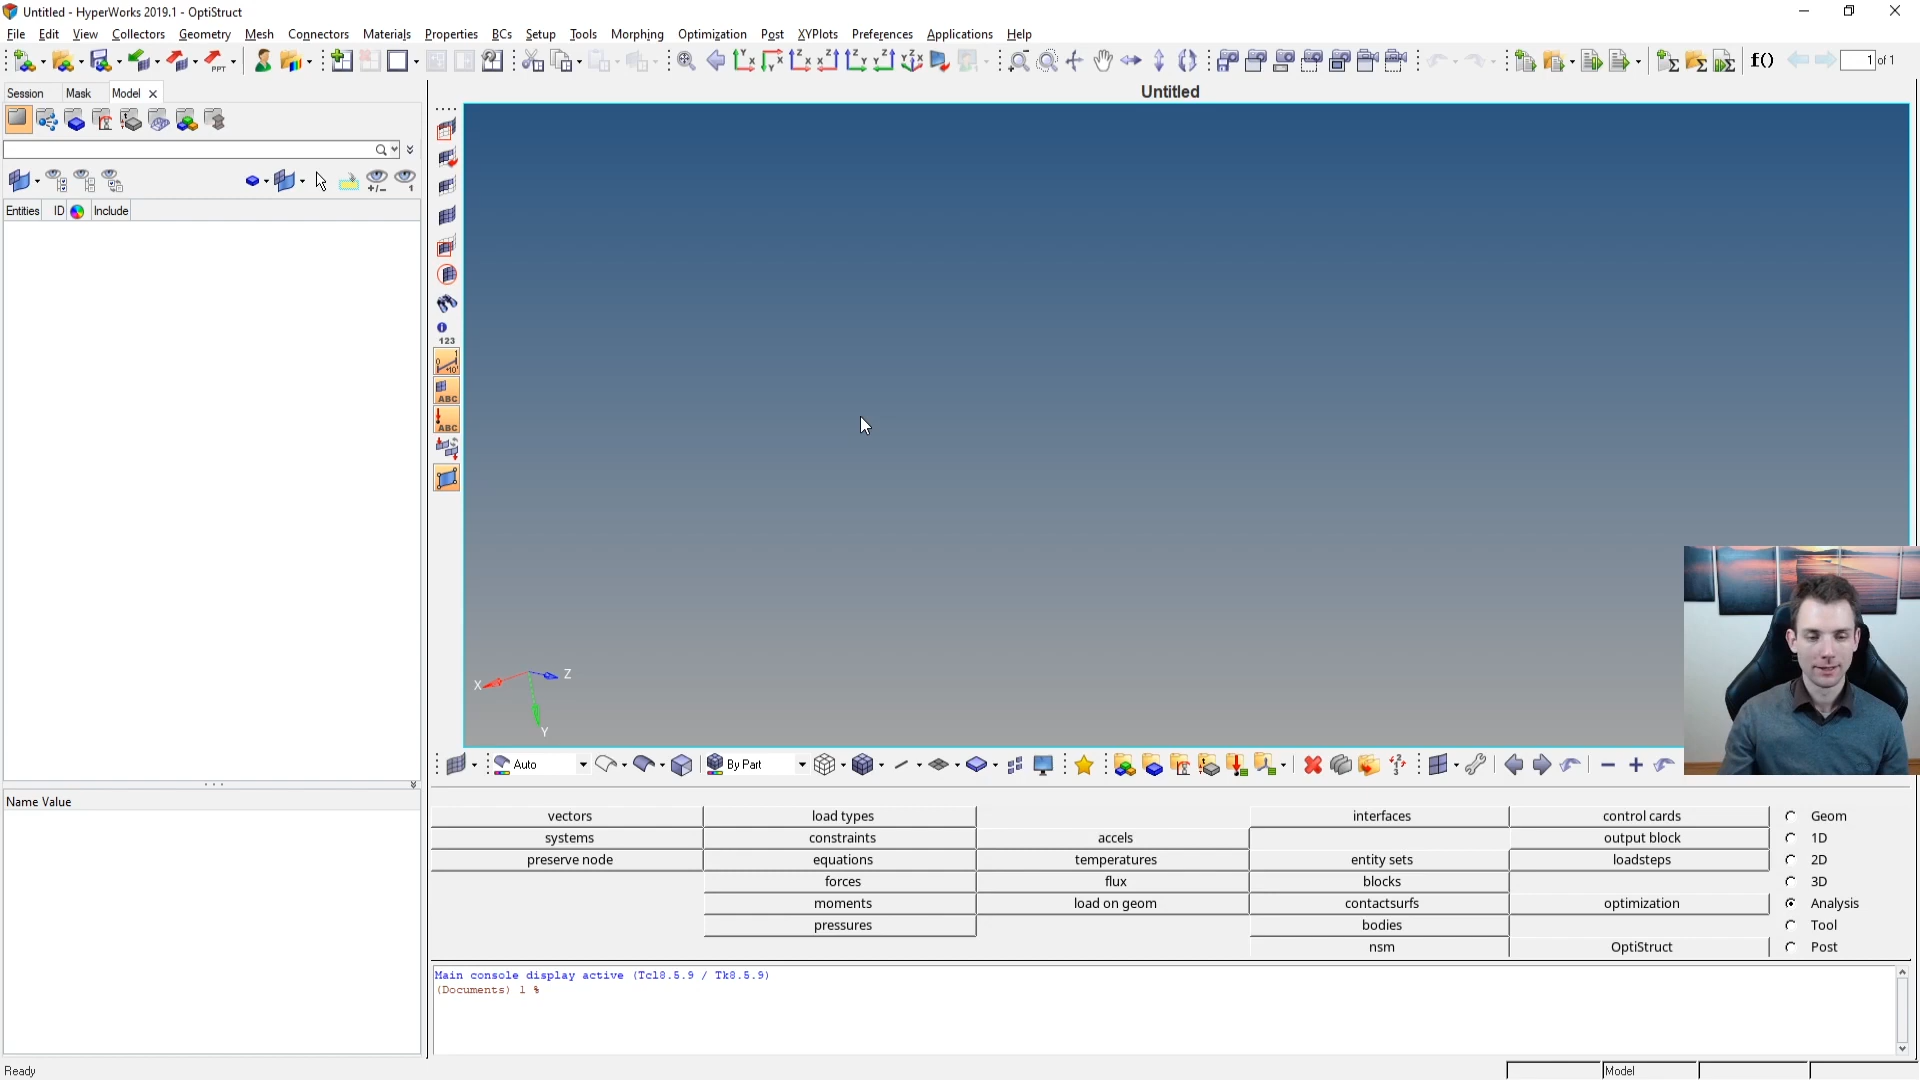 Untitled - HyperWorks 2019.1 - OptiStruct
File Edit View Collectors Geometry Mesh Connectors Materials Properties BCs Setup Tools Morphing Optimization Post XYPlots Preferences Applications Help
PPT
f() 1 of 1
Session Mask Model
Untitled
Entities ID Include
123
ABC
ABC
X Z
Y
Auto By Part
Name Value
vectors load types interfaces control cards Geom
systems constraints accels output block 1D
preserve node equations temperatures entity sets loadsteps 2D
forces flux blocks 3D
moments load on geom contactsurfs optimization Analysis
pressures bodies Tool
nsm OptiStruct Post
Main console display active (Tcl8.5.9 / Tk8.5.9)
(Documents) 1 %
Ready Model